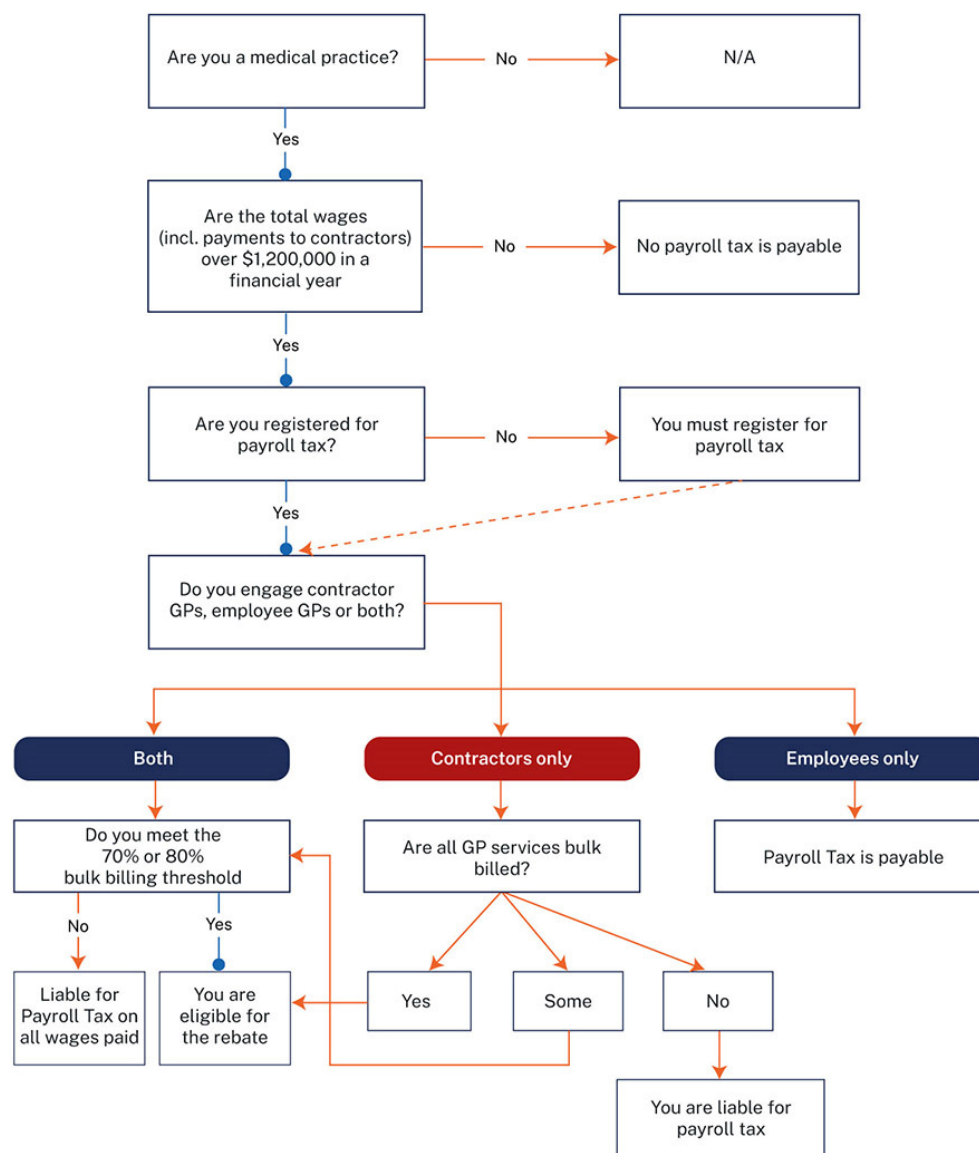 Are you a medical practice?
No
N/A
Yes
Are the total wages
(incl. payments to contractors)
over $1,200,000 in a
financial year
No
No payroll tax is payable
Yes
Are you registered for
payroll tax?
No
You must register for
payroll tax
Yes
Do you engage contractor
GPs, employee GPs or both?
Both
Contractors only
Employees only
Do you meet the
70% or 80%
bulk billing threshold
Are all GP services bulk
billed?
Payroll Tax is payable
No
Yes
Liable for
Payroll Tax on
all wages paid
You are
eligible for
the rebate
Yes
Some
No
You are liable for
payroll tax